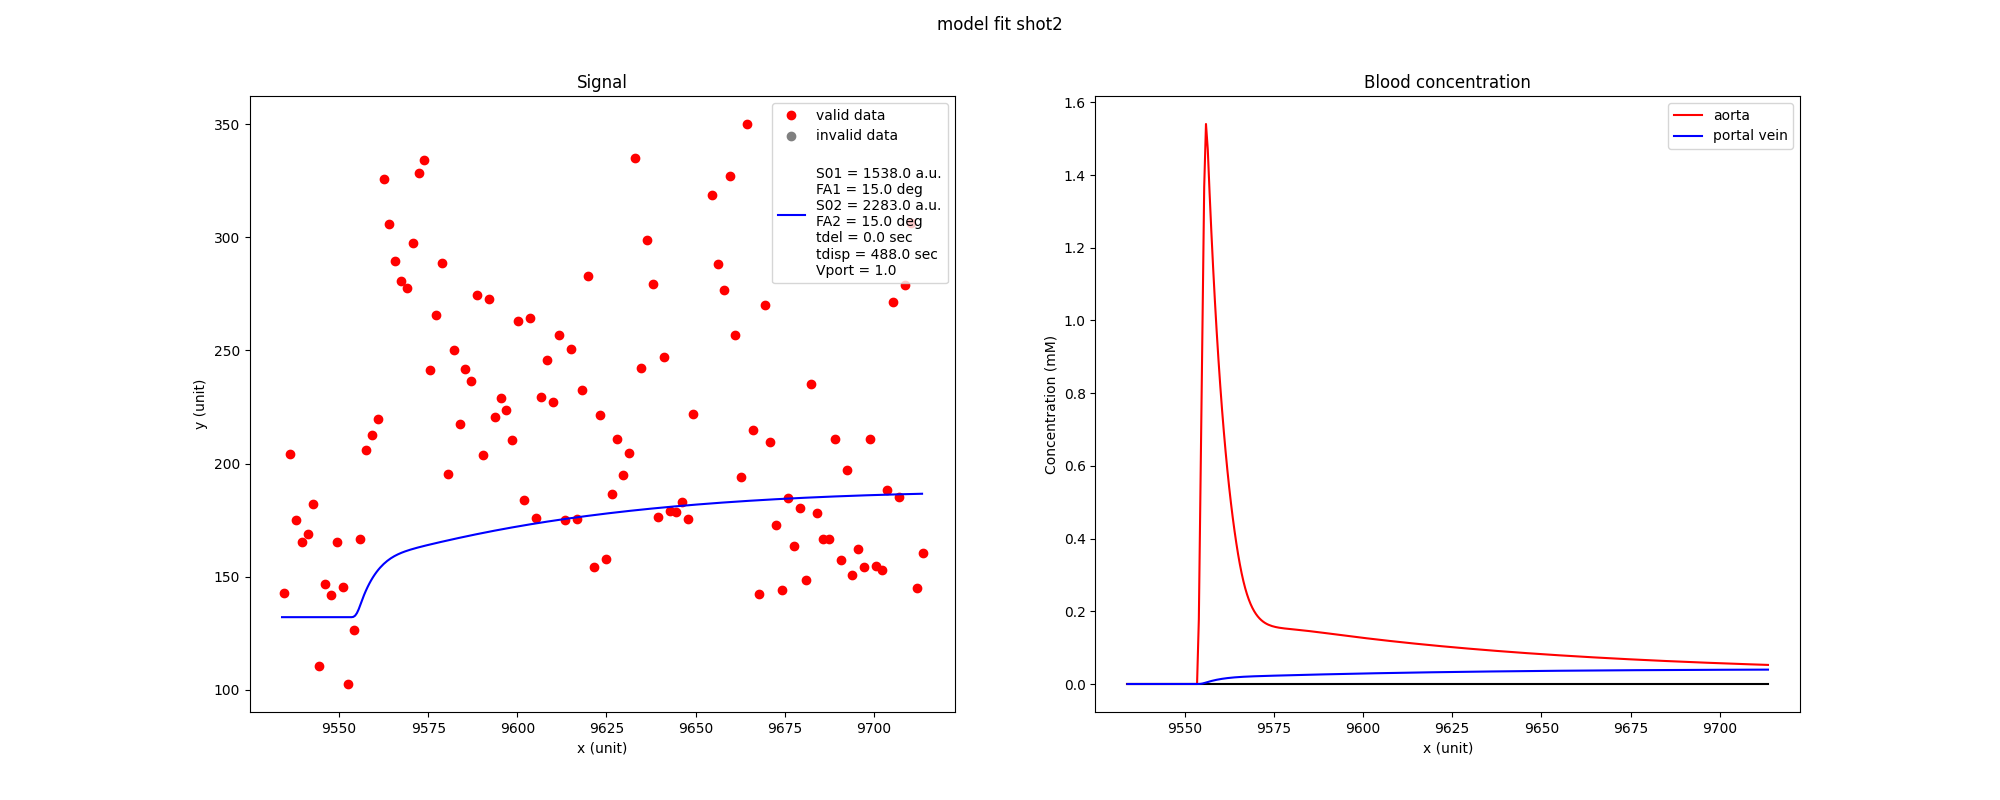 model fit shot2
Signal
350
300
250
200
150
100
y (unit)
9550 9575 9600 9625 9650 9675 9700
x (unit)
valid data
invalid data
S01 = 1538.0 a.u.
FA1 = 15.0 deg
S02 = 2283.0 a.u.
FA2 = 15.0 deg
tdel = 0.0 sec
tdisp = 488.0 sec
Vport = 1.0
Blood concentration
1.6
1.4
1.2
1.0
0.8
0.6
0.4
0.2
0.0
Concentration (mM)
9550 9575 9600 9625 9650 9675 9700
x (unit)
aorta
portal vein